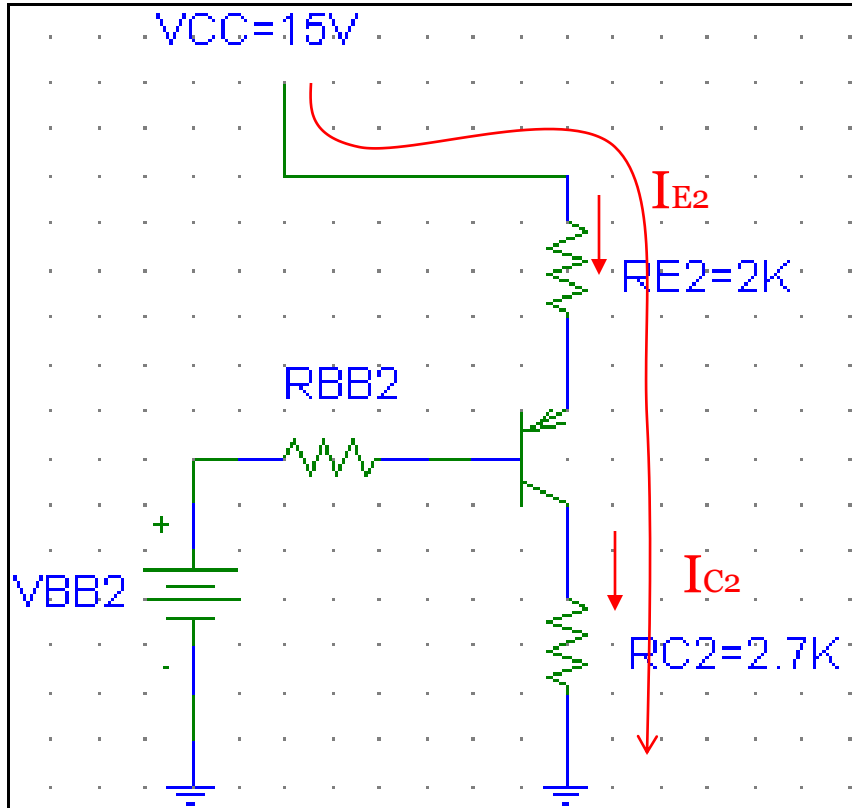 VCC=15V
IE2
RE2=2K
RBB2
+
VBB2
IC2
-
RC2=2.7K